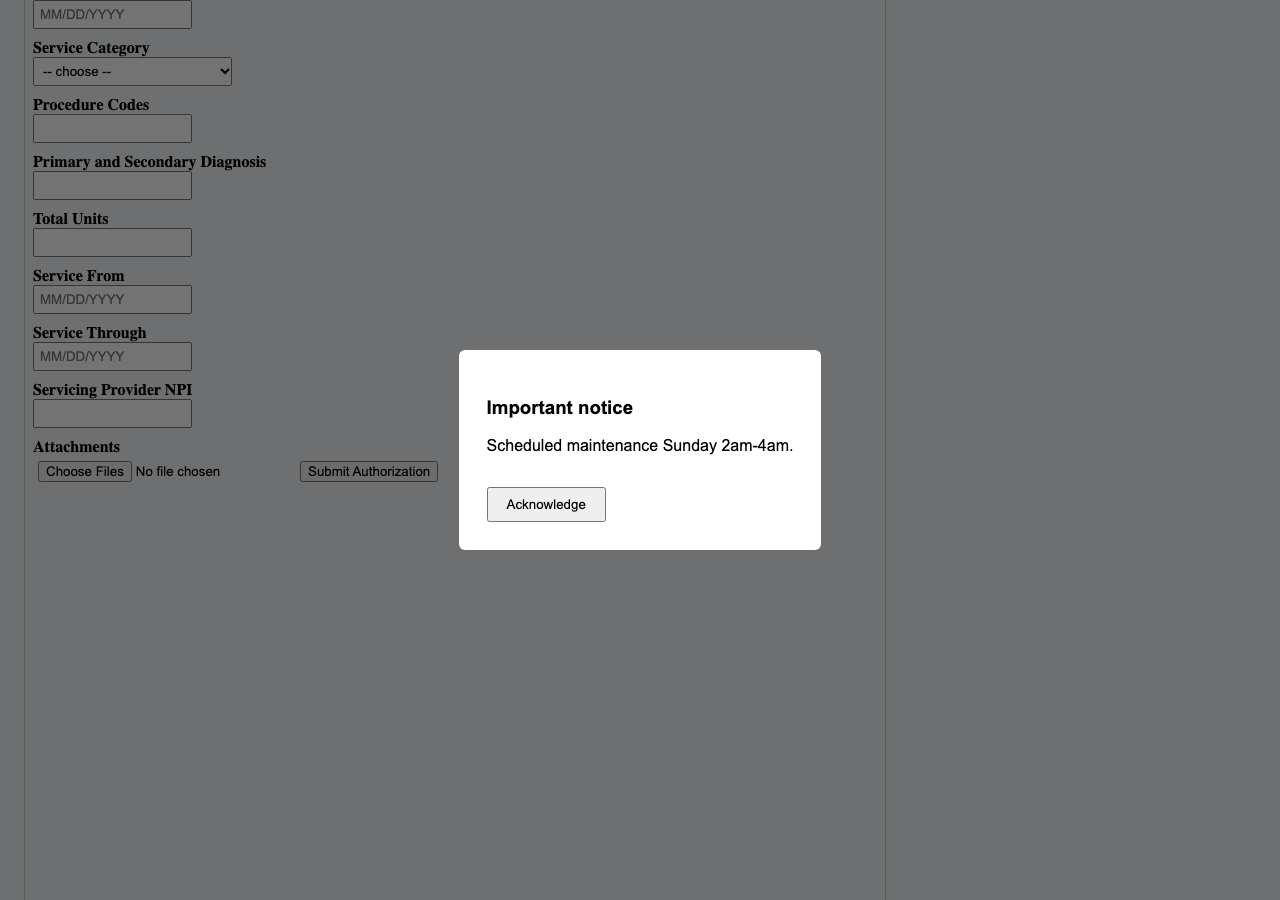 MM/DD/YYYY
Service Category
-- choose --
Procedure Codes
Primary and Secondary Diagnosis
Total Units
Service From
MM/DD/YYYY
Service Through
MM/DD/YYYY
Servicing Provider NPI
Attachments
Choose Files No file chosen Submit Authorization
Important notice
Scheduled maintenance Sunday 2am-4am.
Acknowledge